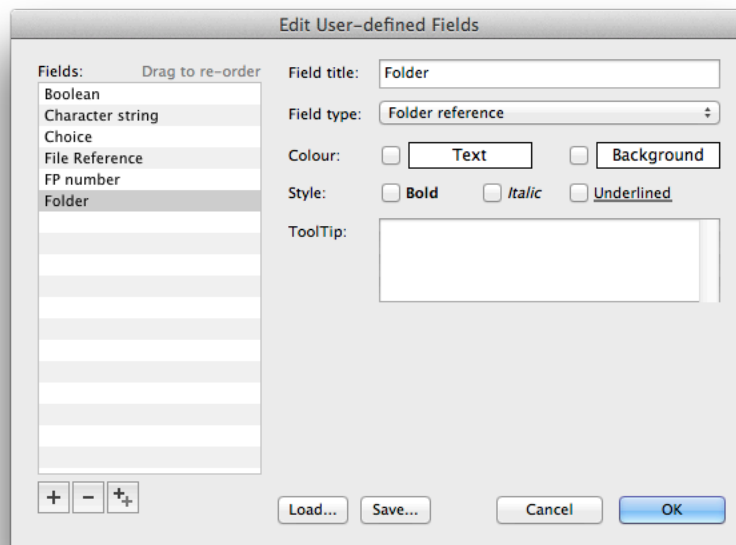 Edit User-defined Fields
Fields: Drag to re-order
Boolean
Character string
Choice
File Reference
FP number
Folder
Field title: Folder
Field type: Folder reference
Colour: Text Background
Style: Bold Italic Underlined
ToolTip:
+ − ++
Load... Save... Cancel OK